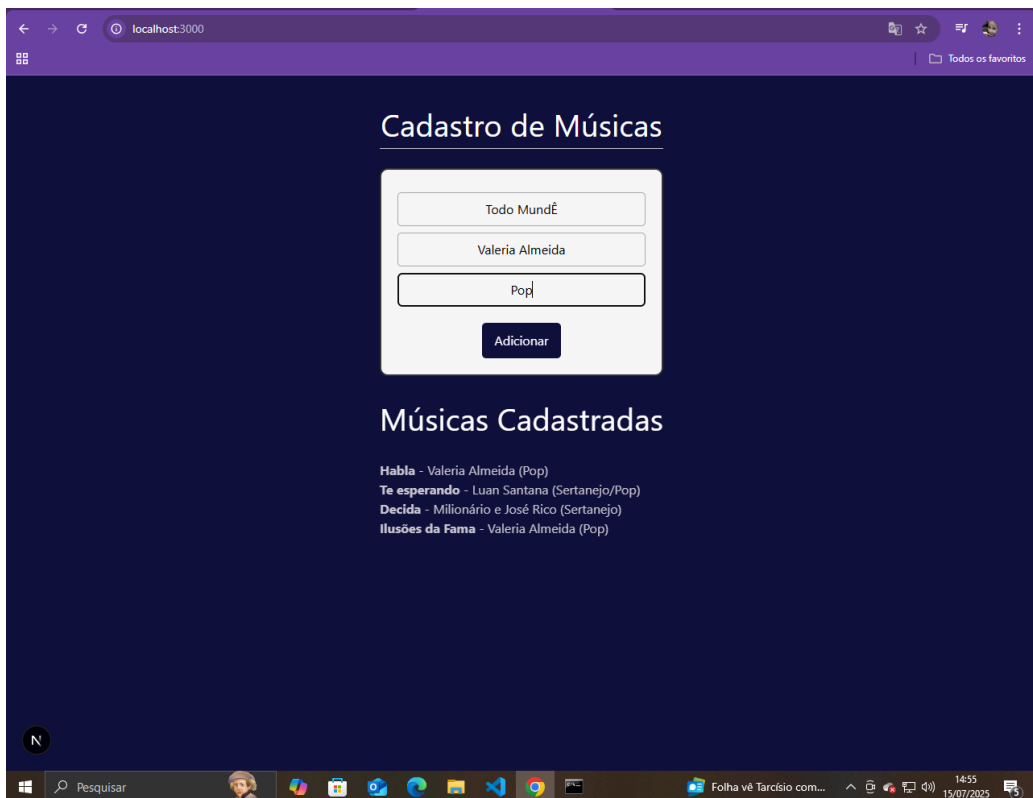 localhost:3000
Todos os favoritos
Cadastro de Músicas
Todo MundÊ
Valeria Almeida
Pop
Adicionar
Músicas Cadastradas
Habla - Valeria Almeida (Pop)
Te esperando - Luan Santana (Sertanejo/Pop)
Decida - Milionário e José Rico (Sertanejo)
Ilusões da Fama - Valeria Almeida (Pop)
N
Pesquisar
Folha vê Tarcísio com...
14:55
15/07/2025
5